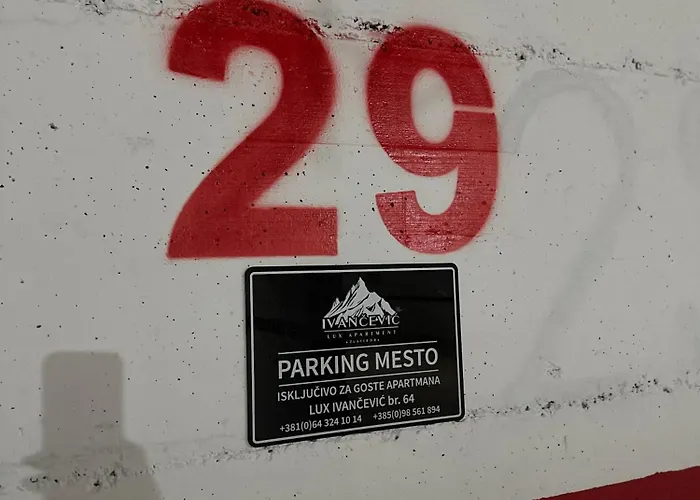 29
IVANČEVIĆ
LUX APARTMENT
PARKING MESTO
ISKLJUČIVO ZA GOSTE APARTMANA
LUX IVANČEVIĆ br. 64
+381(0)64 324 10 14 +385(0)98 561 894